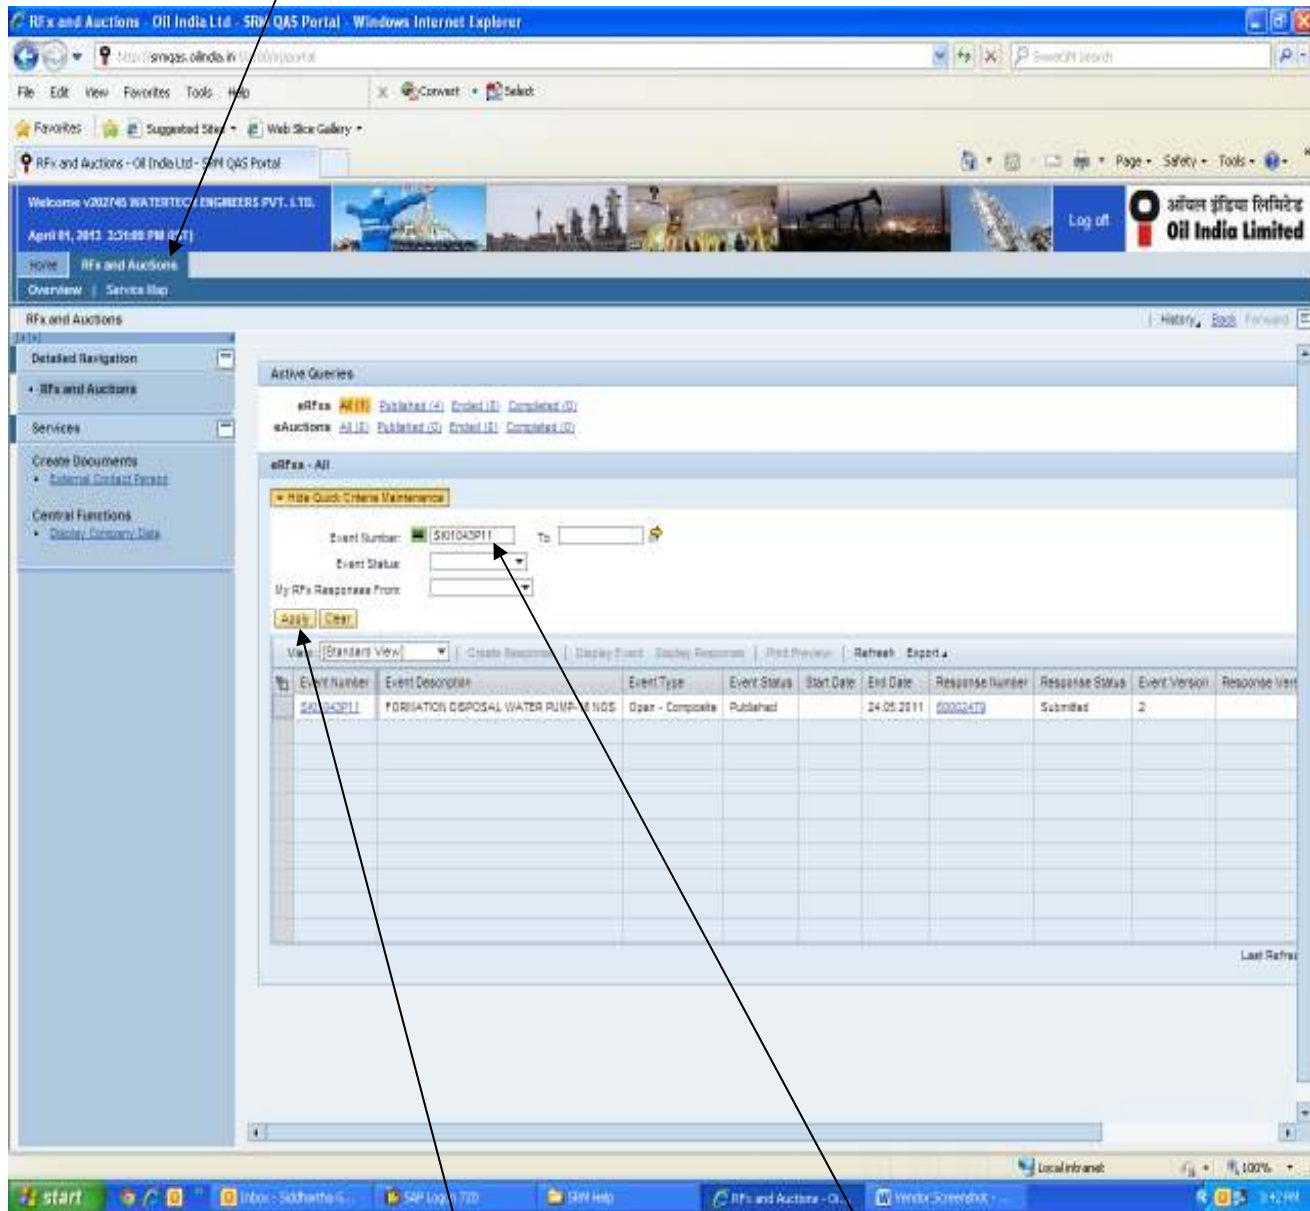 RFx and Auctions - Oil India Ltd - SRM QAS Portal - Windows Internet Explorer
File Edit View Favorites Tools Help
Convert Select
Favorites Suggested Sites Web Slice Gallery
RFx and Auctions - Oil India Ltd - SRM QAS Portal
Page Safety Tools
Welcome v202745 WATERTECH ENGINEERS PVT. LTD.
April 01, 2013
Log off
ऑयल इंडिया लिमिटेड
Oil India Limited
Home RFx and Auctions
Overview | Service Map
RFx and Auctions
History, Back Forward
Detailed Navigation
RFx and Auctions
Services
Create Documents
External Contact Person
Central Functions
Display Company Data
Active Queries
eRFxs All (1) Published (4) Ended (0) Completed (0)
eAuctions All (0) Published (0) Ended (0) Completed (0)
eRFxs - All
Hide Quick Criteria Maintenance
Event Number: SKI1043P11 To
Event Status:
My RFx Responses From:
Apply Clear
View: [Standard View] | Create Response | Display Event Display Response | Print Preview | Refresh Export
Event Number Event Description Event Type Event Status Start Date End Date Response Number Response Status Event Version Response Vers
SKI1043P11 FORMATION DISPOSAL WATER PUMP- NOS Open - Composite Published 24.05.2011 60002479 Submitted 2
Last Refres
Local intranet 100%
start Inbox - Siddhartha G... SAP Logon 720 SRM Help RFx and Auctions - Oi... Vendor Screenshot - ...